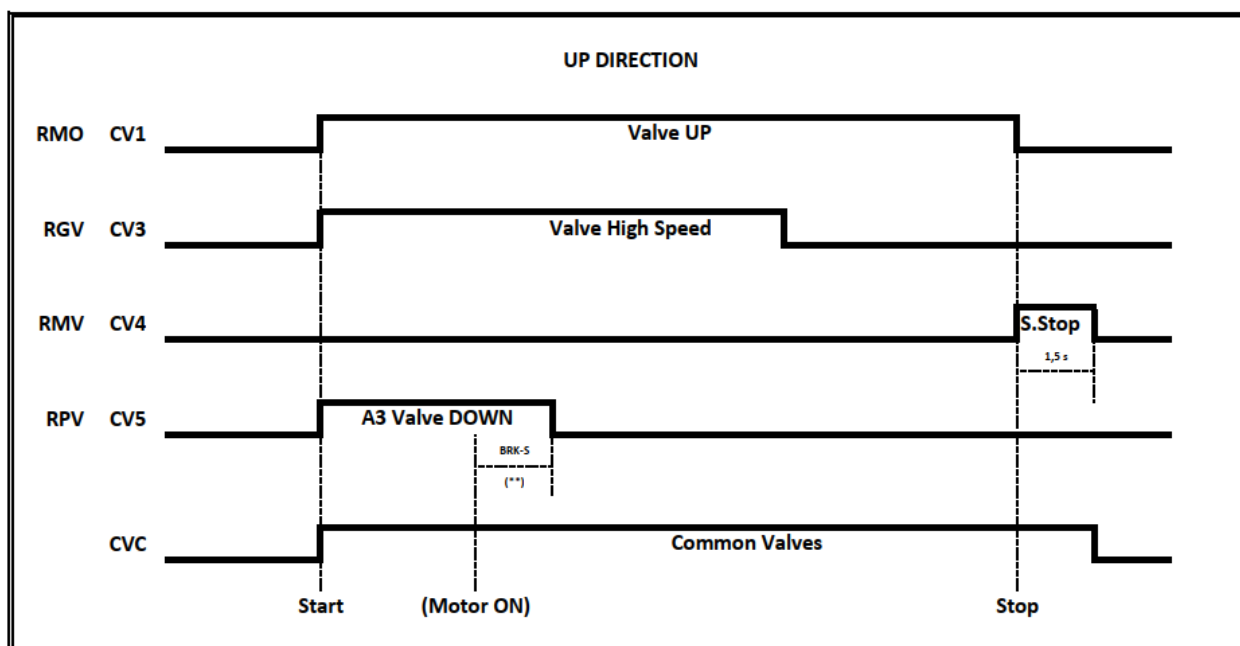 UP DIRECTION
RMO CV1 Valve UP
RGV CV3 Valve High Speed
RMV CV4 S.Stop
1,5 s
RPV CV5 A3 Valve DOWN
BRK-S
(**)
CVC Common Valves
Start (Motor ON) Stop